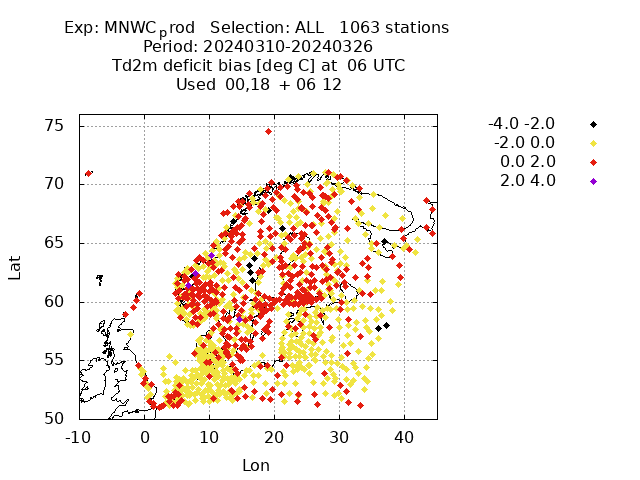 Exp: MNWCprod   Selection: ALL   1063 stations
Period: 20240310-20240326
Td2m deficit bias [deg C] at  06 UTC
Used  00,18  + 06 12
-4.0 -2.0
-2.0 0.0
0.0 2.0
2.0 4.0
75
70
65
60
55
50
Lat
-10 0 10 20 30 40
Lon